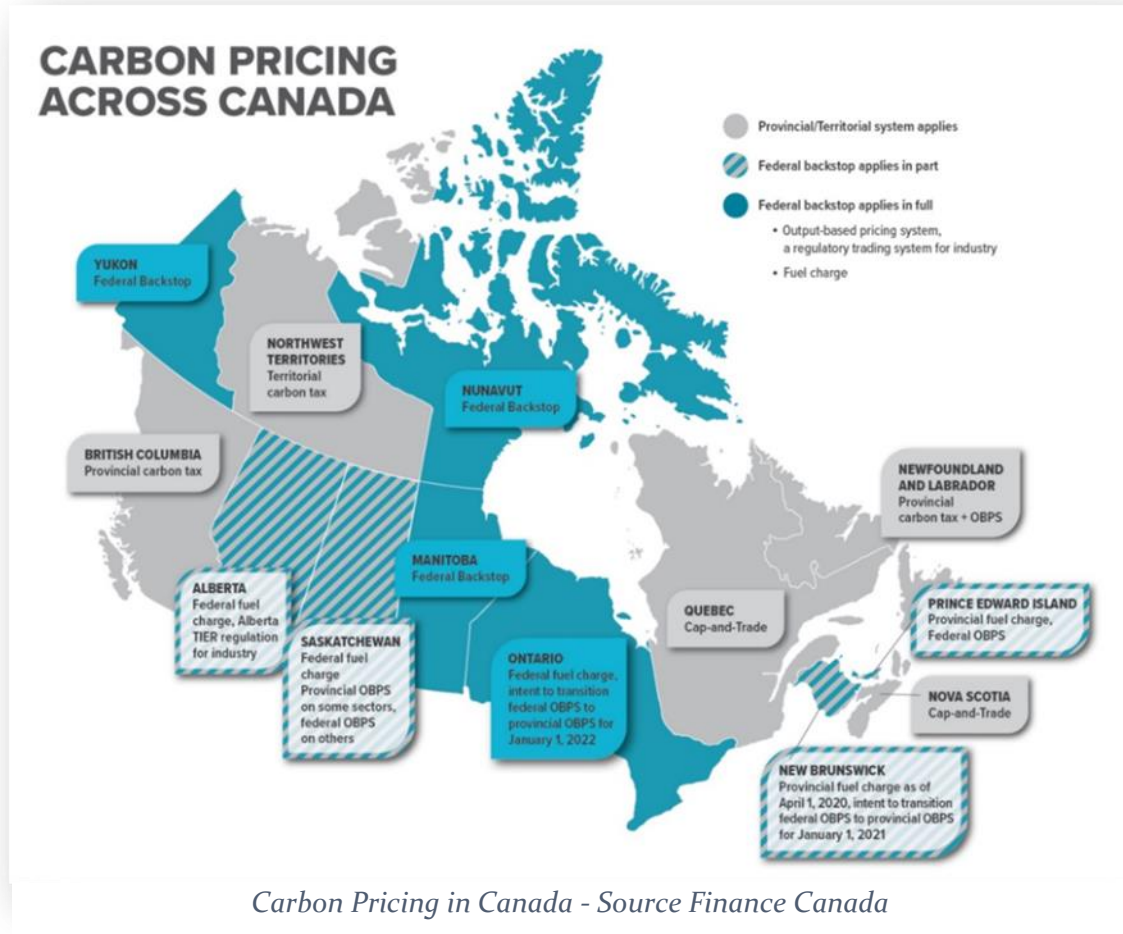 CARBON PRICING
ACROSS CANADA
Provincial/Territorial system applies
Federal backstop applies in part
Federal backstop applies in full
• Output-based pricing system,
a regulatory trading system for industry
• Fuel charge
YUKON
Federal Backstop
NORTHWEST
TERRITORIES
Territorial
carbon tax
NUNAVUT
Federal Backstop
BRITISH COLUMBIA
Provincial carbon tax
NEWFOUNDLAND
AND LABRADOR
Provincial
carbon tax + OBPS
MANITOBA
Federal Backstop
ALBERTA
Federal fuel
charge, Alberta
TIER regulation
for industry
SASKATCHEWAN
Federal fuel
charge
Provincial OBPS
on some sectors,
federal OBPS
on others
ONTARIO
Federal fuel charge,
intent to transition
federal OBPS to
provincial OBPS for
January 1, 2022
QUEBEC
Cap-and-Trade
PRINCE EDWARD ISLAND
Provincial fuel charge,
Federal OBPS
NOVA SCOTIA
Cap-and-Trade
NEW BRUNSWICK
Provincial fuel charge as of
April 1, 2020, intent to transition
federal OBPS to provincial OBPS
for January 1, 2021
Carbon Pricing in Canada - Source Finance Canada